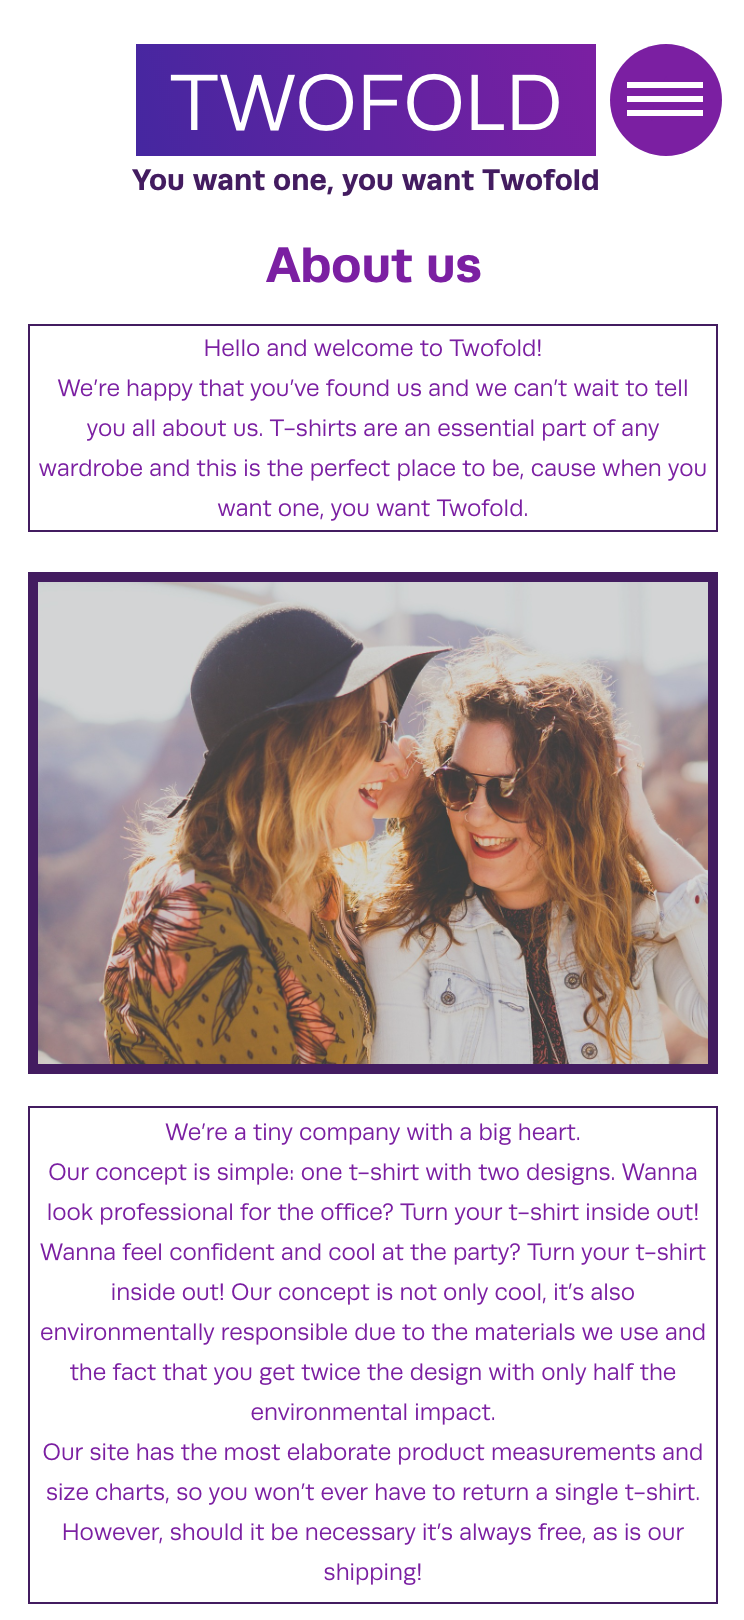 TWOFOLD
You want one, you want Twofold
About us
Hello and welcome to Twofold!
We’re happy that you’ve found us and we can’t wait to tell
you all about us. T-shirts are an essential part of any
wardrobe and this is the perfect place to be, cause when you
want one, you want Twofold.
We’re a tiny company with a big heart.
Our concept is simple: one t-shirt with two designs. Wanna
look professional for the office? Turn your t-shirt inside out!
Wanna feel confident and cool at the party? Turn your t-shirt
inside out! Our concept is not only cool, it’s also
environmentally responsible due to the materials we use and
the fact that you get twice the design with only half the
environmental impact.
Our site has the most elaborate product measurements and
size charts, so you won’t ever have to return a single t-shirt.
However, should it be necessary it’s always free, as is our
shipping!